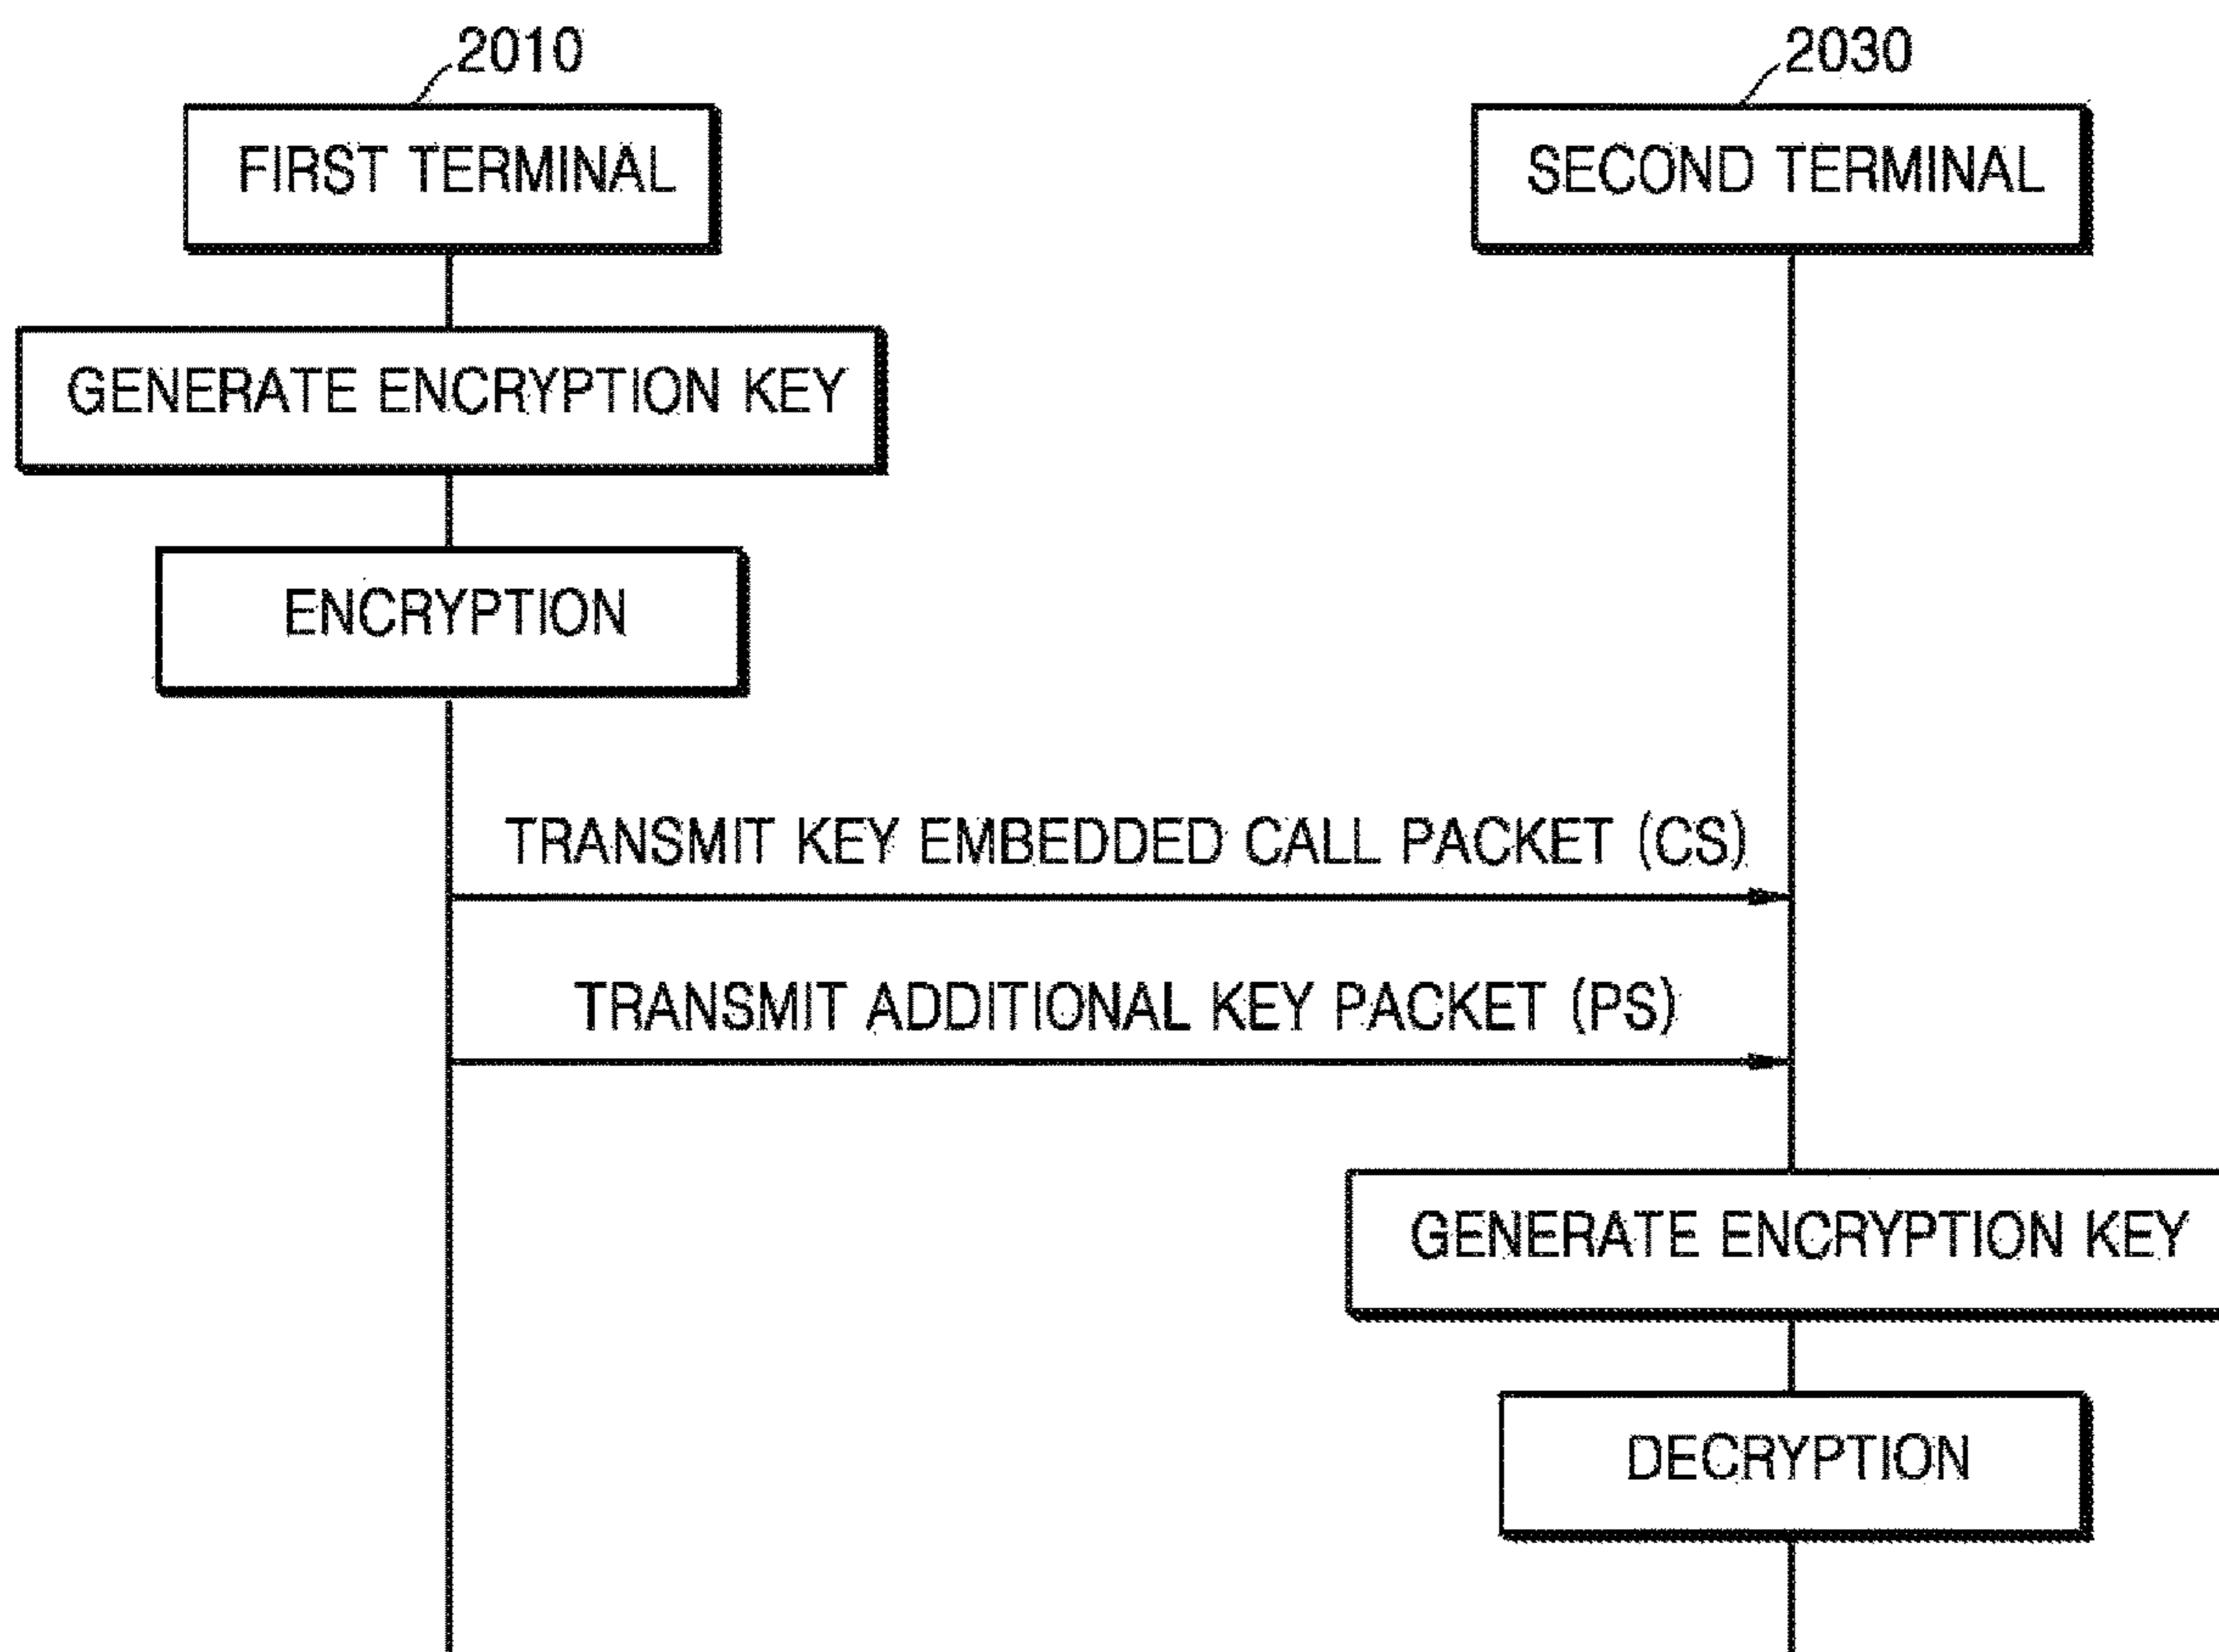 2010
2030
FIRST TERMINAL
SECOND TERMINAL
GENERATE ENCRYPTION KEY
ENCRYPTION
TRANSMIT KEY EMBEDDED CALL PACKET (CS)
TRANSMIT ADDITIONAL KEY PACKET (PS)
GENERATE ENCRYPTION KEY
DECRYPTION